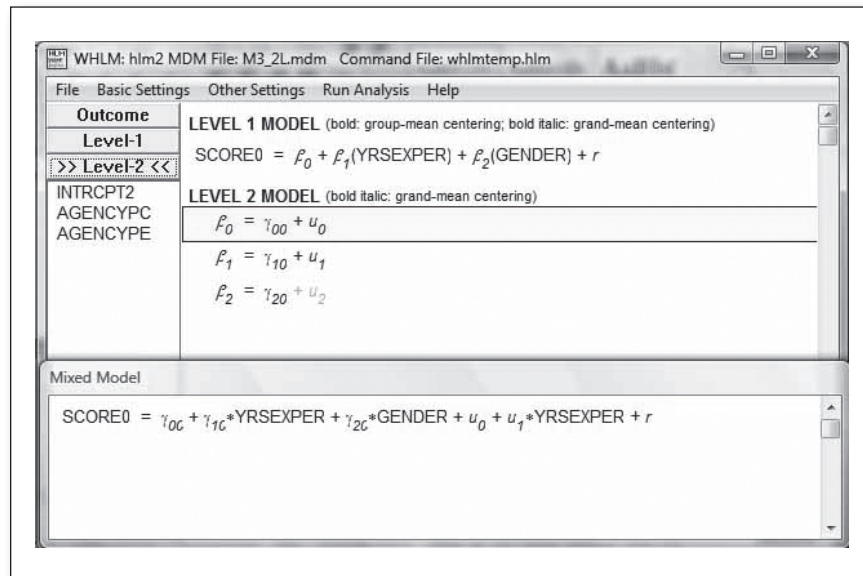 WHLM: hlm2 MDM File: M3_2L.mdm Command File: whlmtemp.hlm
File Basic Settings Other Settings Run Analysis Help
Outcome
Level-1
>> Level-2 <<
INTRCPT2
AGENCYPC
AGENCYPE
LEVEL 1 MODEL (bold: group-mean centering; bold italic: grand-mean centering)
SCORE0 = β0 + β1(YRSEXPER) + β2(GENDER) + r
LEVEL 2 MODEL (bold italic: grand-mean centering)
β0 = γ00 + u0
β1 = γ10 + u1
β2 = γ20 + u2
Mixed Model
SCORE0 = γ0C + γ1C*YRSEXPER + γ2C*GENDER + u0 + u1*YRSEXPER + r